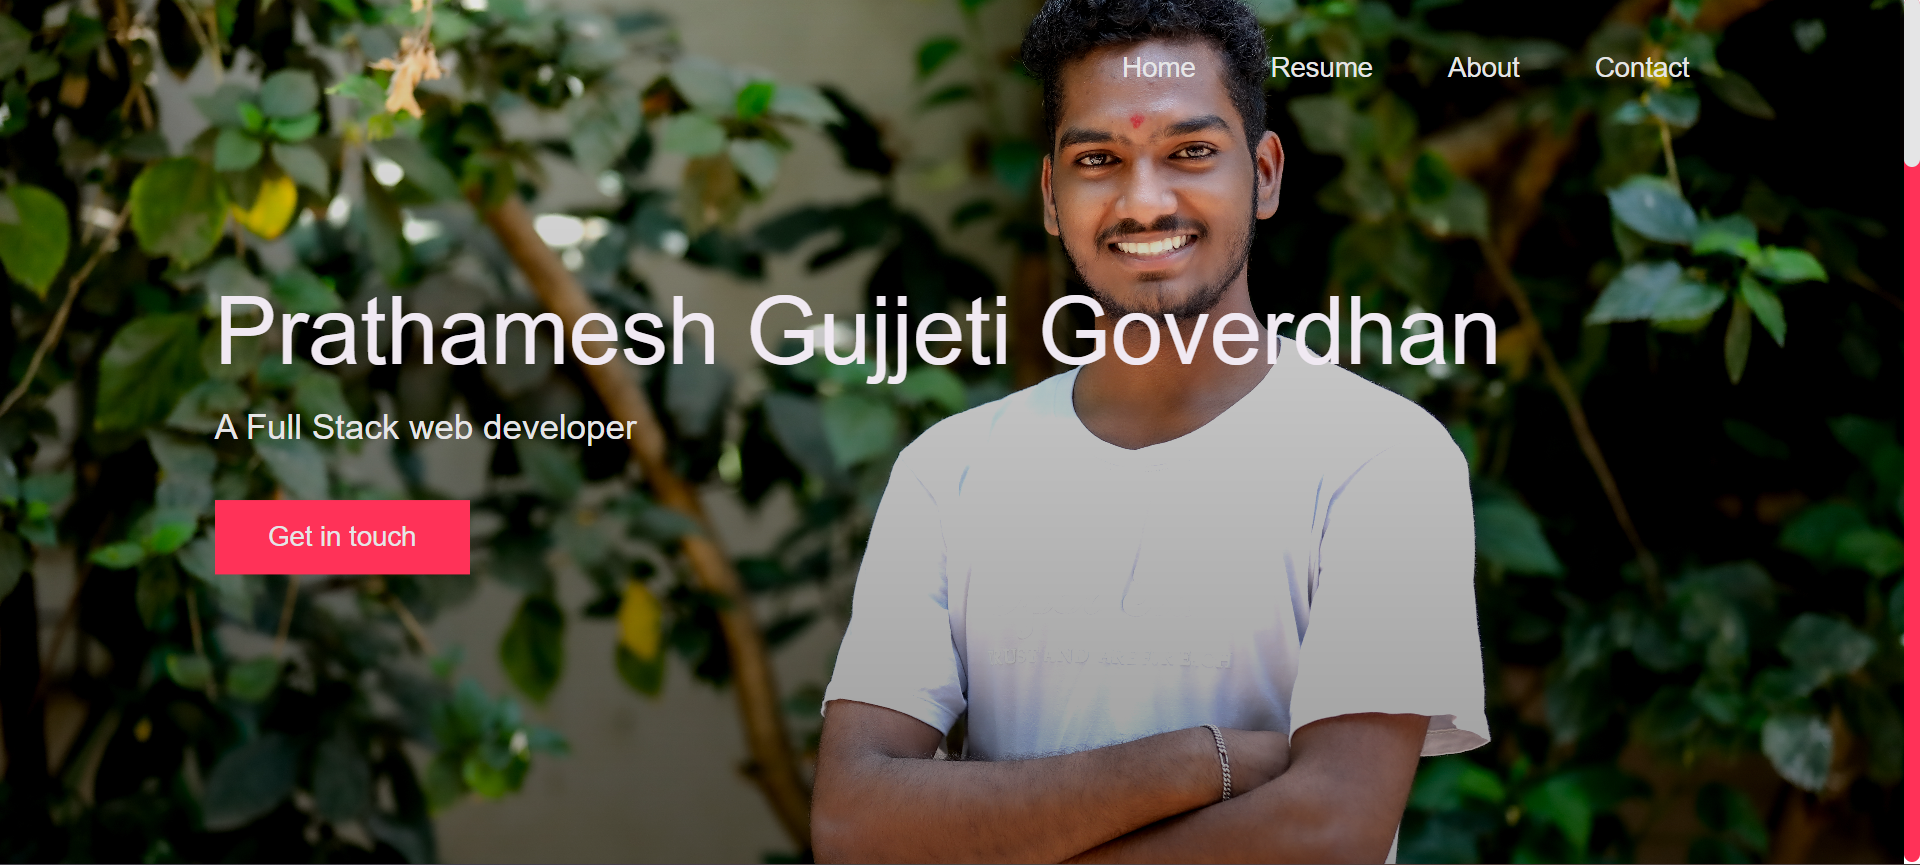 Home Resume About Contact
Prathamesh Gujjeti Goverdhan
A Full Stack web developer
Get in touch